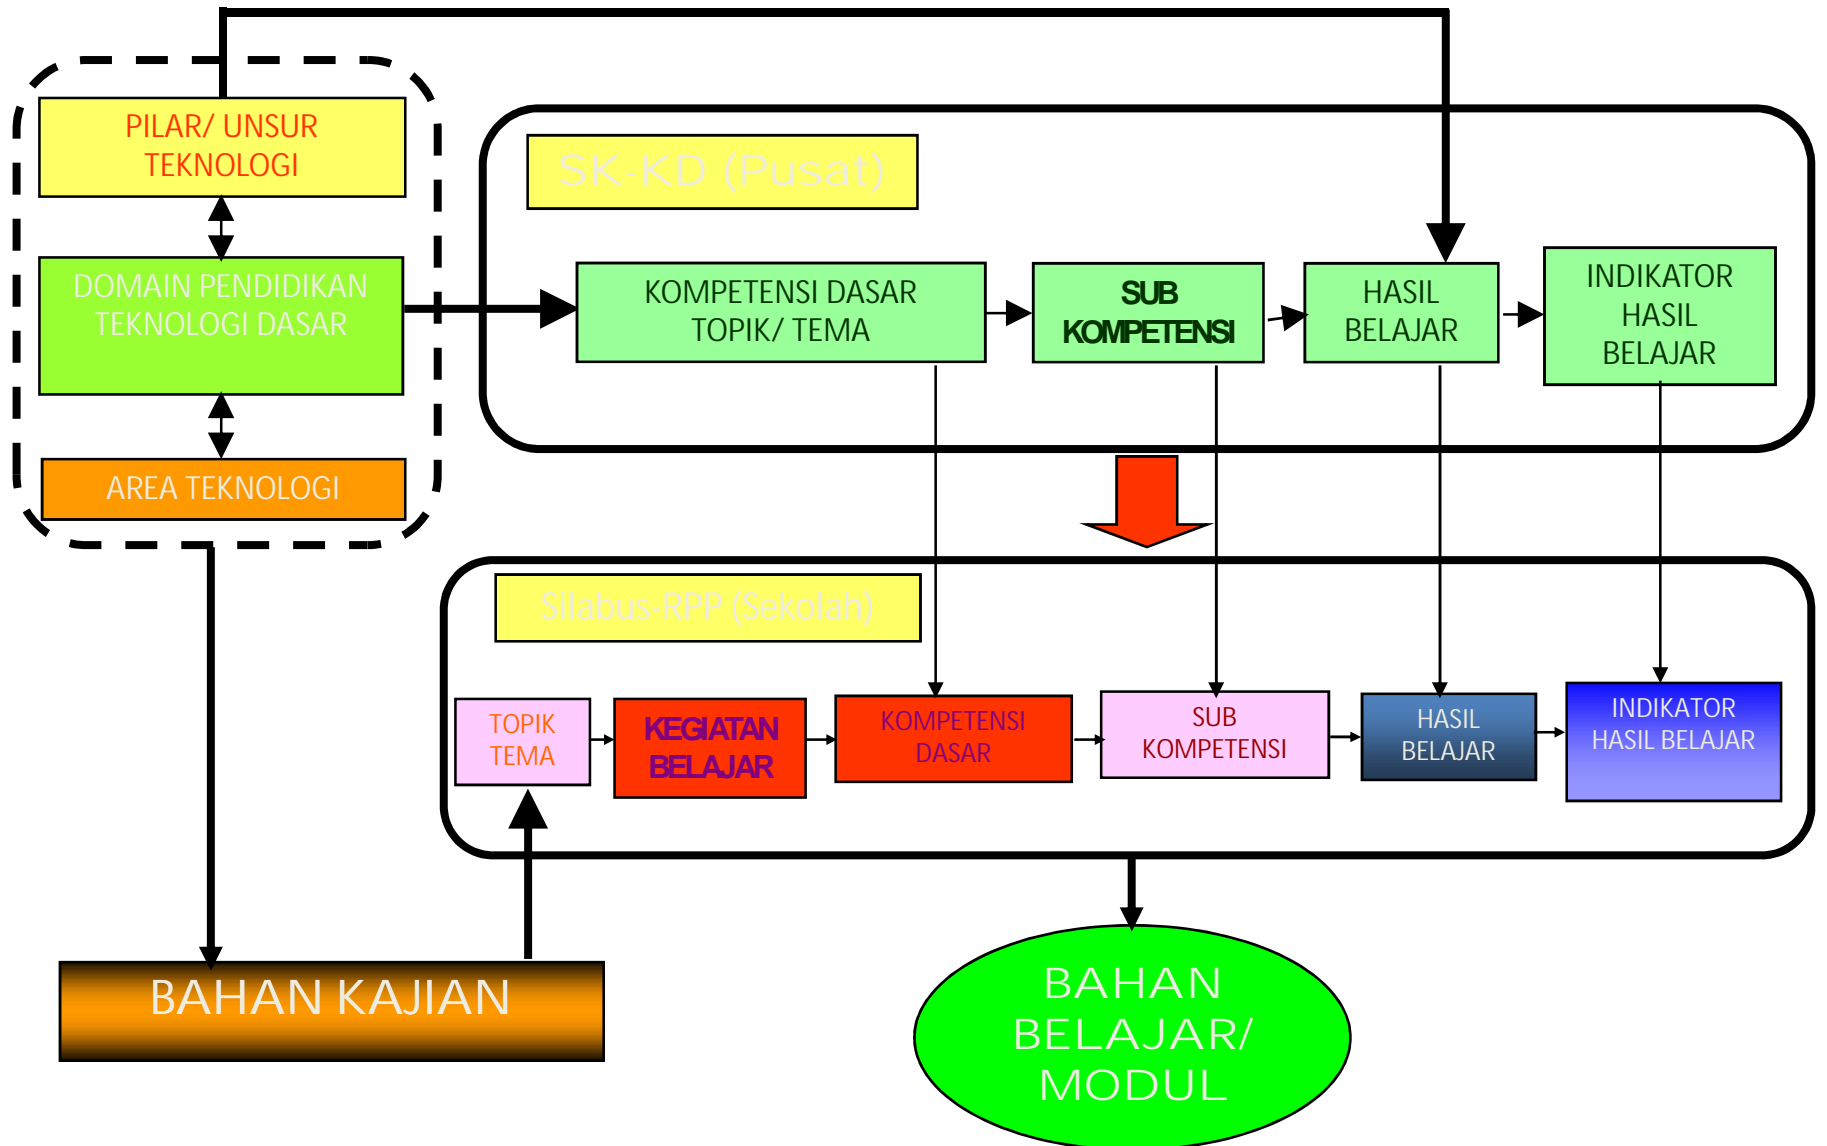 PILAR/ UNSUR
TEKNOLOGI
DOMAIN PENDIDIKAN
TEKNOLOGI DASAR
AREA TEKNOLOGI
SK-KD (Pusat)
KOMPETENSI DASAR
TOPIK/ TEMA
SUB
KOMPETENSI
HASIL
BELAJAR
INDIKATOR
HASIL
BELAJAR
Silabus-RPP (Sekolah)
TOPIK
TEMA
KEGIATAN
BELAJAR
KOMPETENSI
DASAR
SUB
KOMPETENSI
HASIL
BELAJAR
INDIKATOR
HASIL BELAJAR
BAHAN KAJIAN
BAHAN
BELAJAR/
MODUL